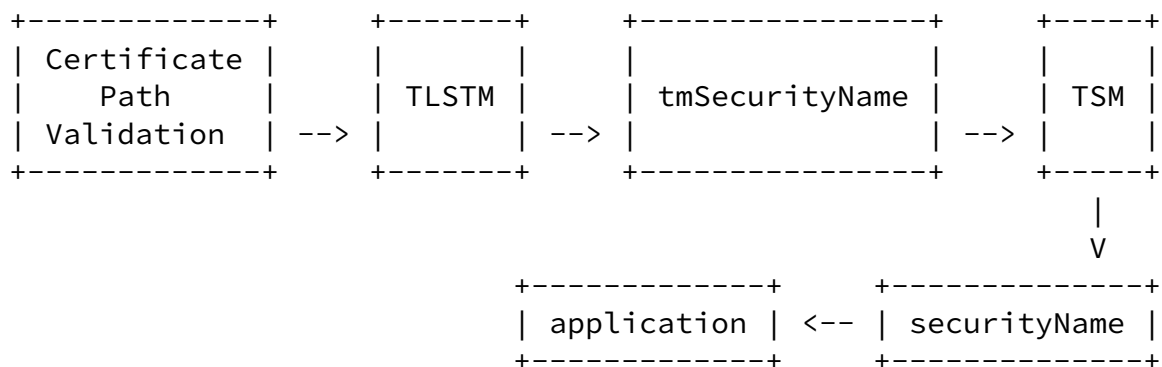 +-------------+     +-------+     +----------------+     +-----+
| Certificate |     |       |     |                |     |     |
|    Path     |     | TLSTM |     | tmSecurityName |     | TSM |
| Validation  | --> |       | --> |                | --> |     |
+-------------+     +-------+     +----------------+     +-----+
                                                            |
                                                            V
                            +-------------+     +--------------+
                            | application | <-- | securityName |
                            +-------------+     +--------------+